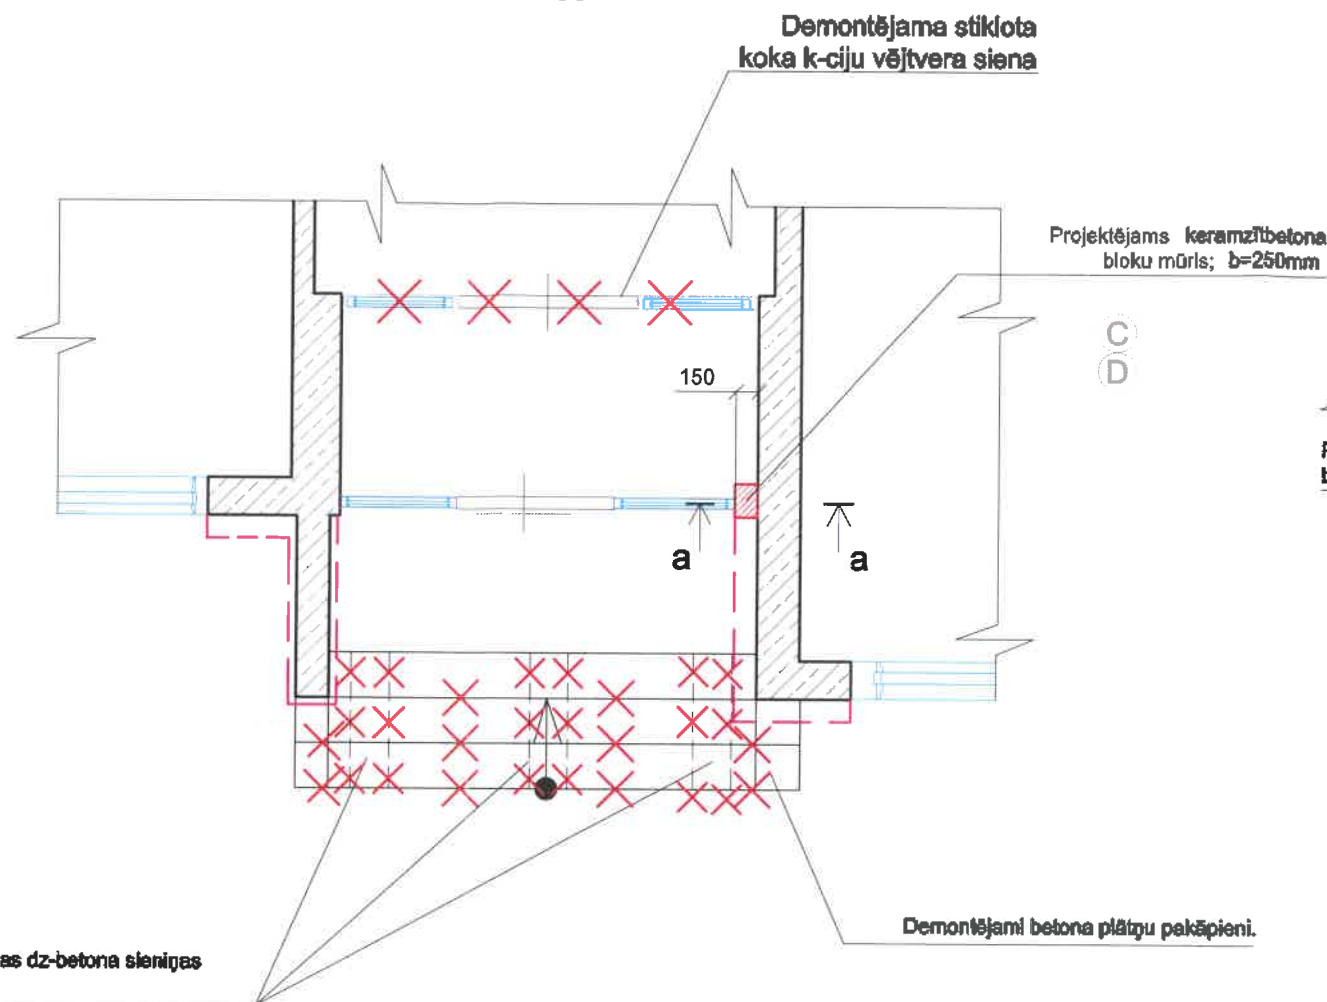 Demontējama stiklota
koka k-ciju vējtvera siena
Projektējams keramzītbetona
bloku mūris; b=250mm
C
D
150
a
a
Demontējami betona plātņu pakāpieni.
as dz-betona sieniņas